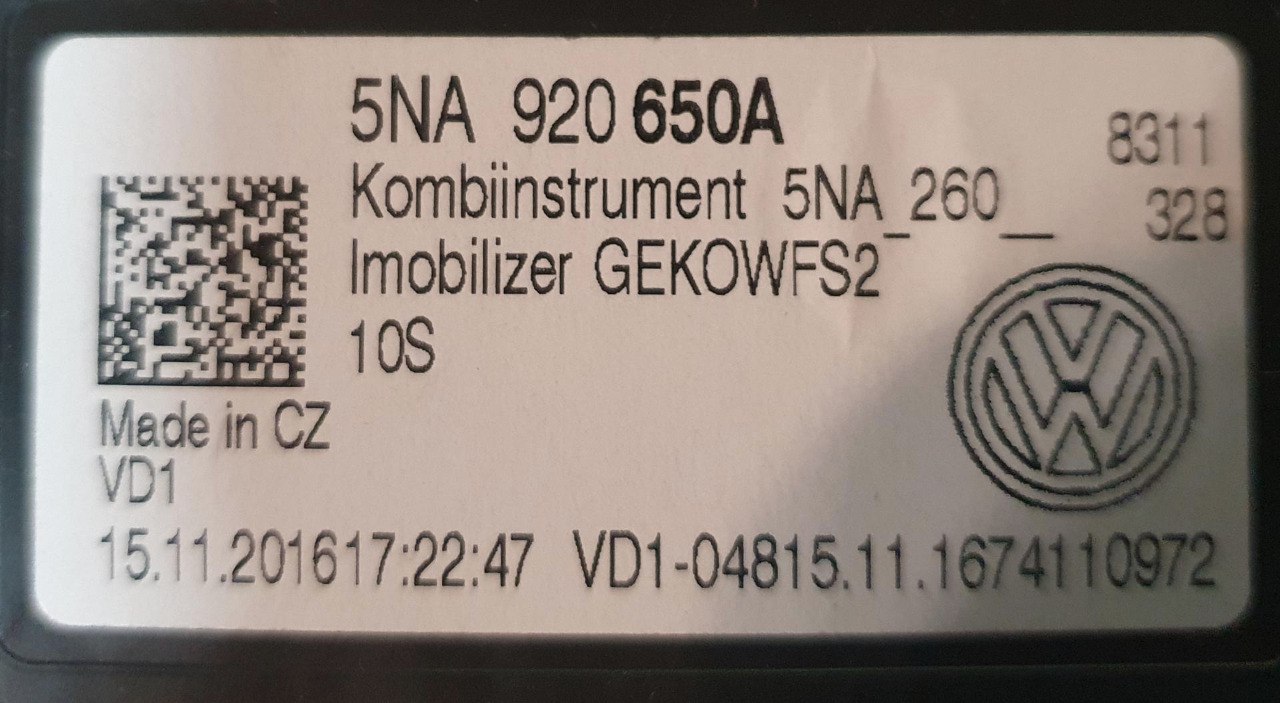 5NA 920 650A
8311
Kombiinstrument 5NA_260__
328
Imobilizer GEKOWFS2
10S
Made in CZ
VD1
15.11.201617:22:47 VD1-04815.11.1674110972